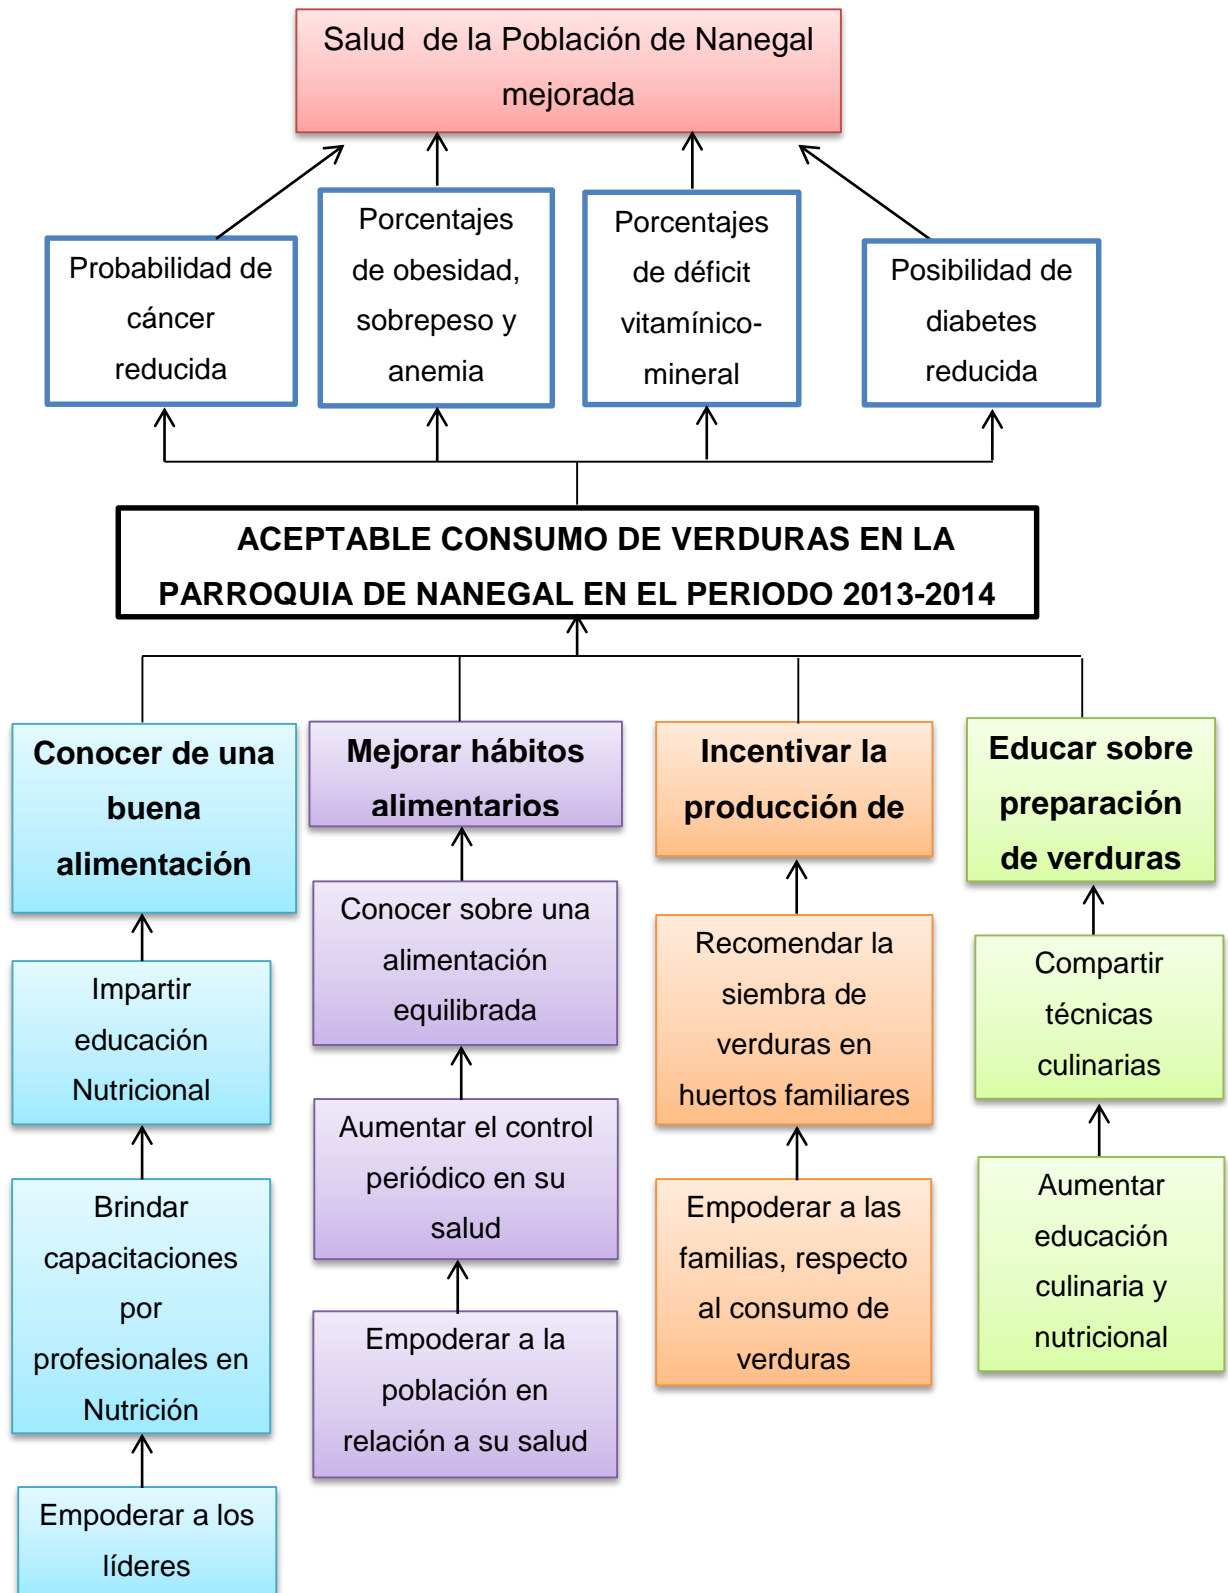 Salud  de la Población de Nanegal
mejorada
Probabilidad de
cáncer
reducida
Porcentajes
de obesidad,
sobrepeso y
anemia
Porcentajes
de déficit
vitamínico-
mineral
Posibilidad de
diabetes
reducida
ACEPTABLE CONSUMO DE VERDURAS EN LA
PARROQUIA DE NANEGAL EN EL PERIODO 2013-2014
Conocer de una
buena
alimentación
Impartir
educación
Nutricional
Brindar
capacitaciones
por
profesionales en
Nutrición
Empoderar a los
líderes
Mejorar hábitos
alimentarios
Conocer sobre una
alimentación
equilibrada
Aumentar el control
periódico en su
salud
Empoderar a la
población en
relación a su salud
Incentivar la
producción de
Recomendar la
siembra de
verduras en
huertos familiares
Empoderar a las
familias, respecto
al consumo de
verduras
Educar sobre
preparación
de verduras
Compartir
técnicas
culinarias
Aumentar
educación
culinaria y
nutricional